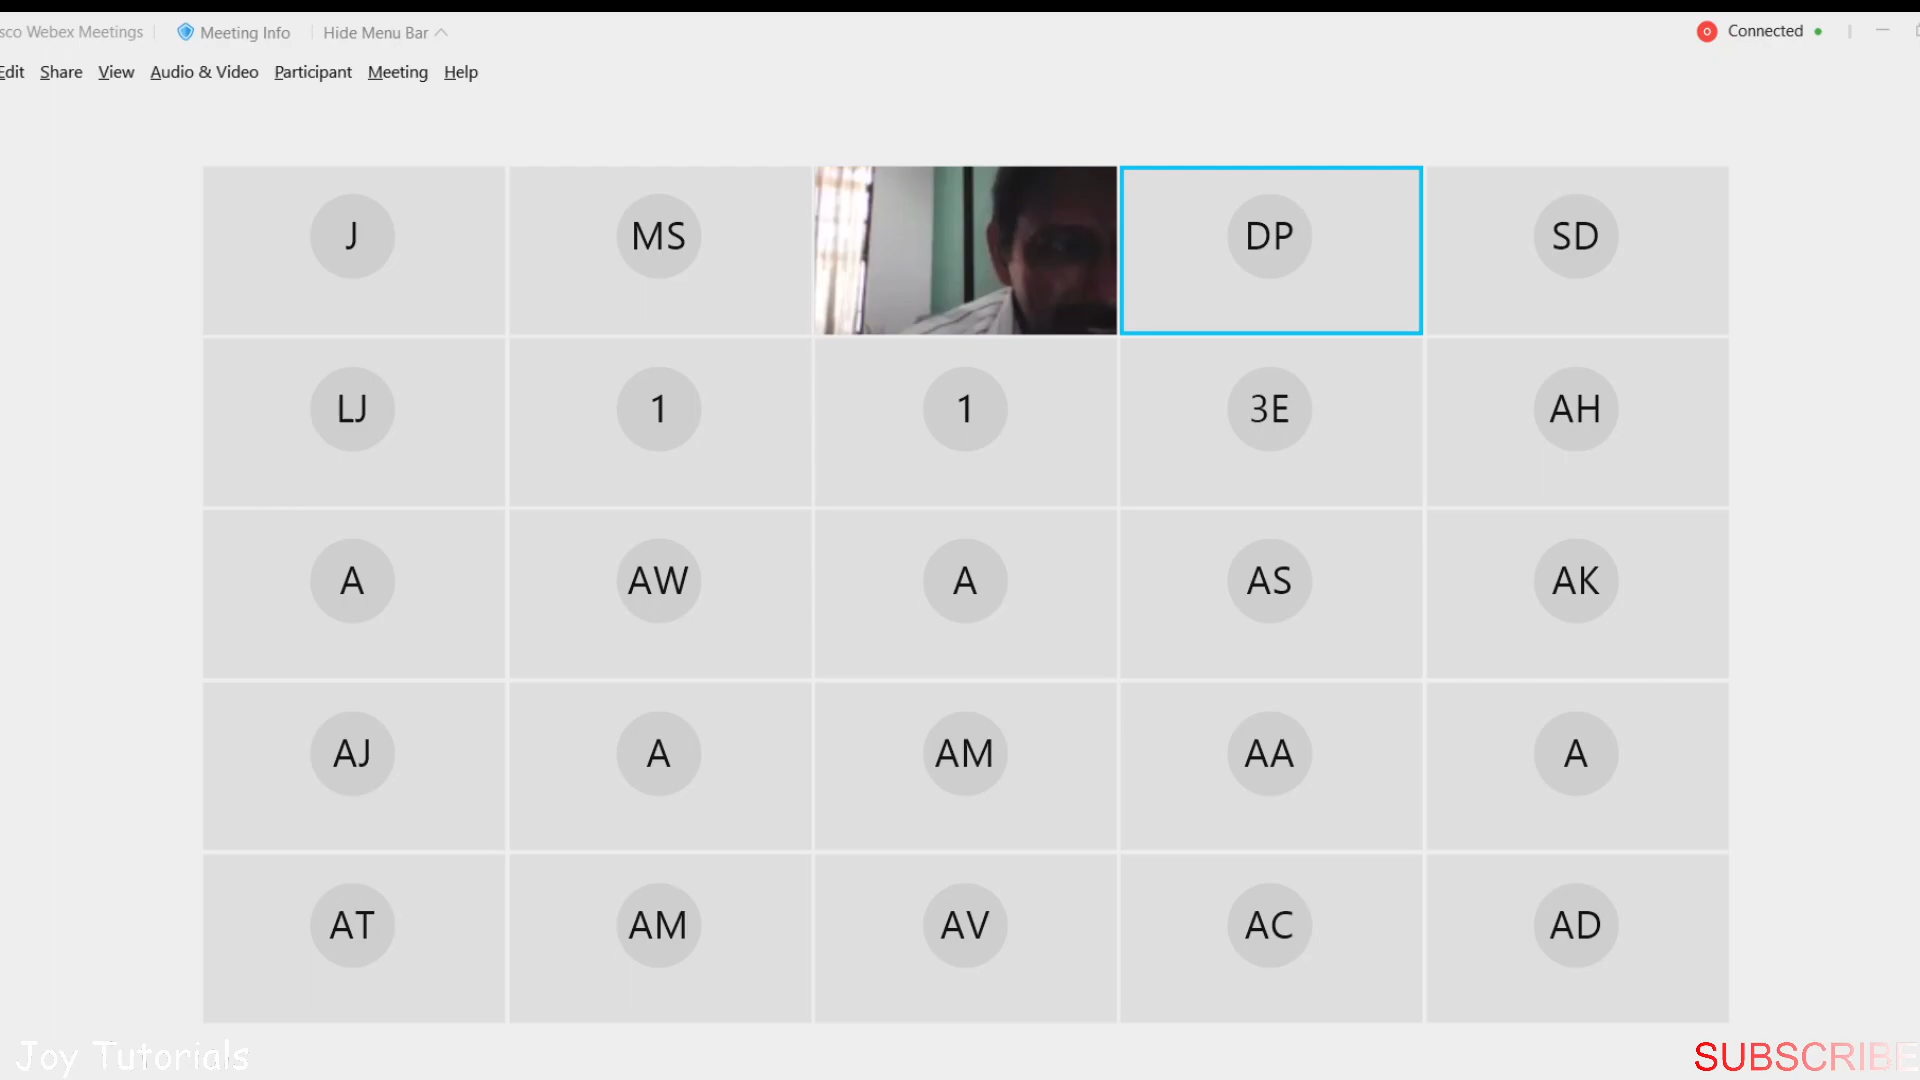 sco Webex Meetings Meeting Info Hide Menu Bar Connected
Edit Share View Audio & Video Participant Meeting Help
J MS DP SD
LJ 1 1 3E AH
A AW A AS AK
AJ A AM AA A
AT AM AV AC AD
Joy Tutorials SUBSCRIBE